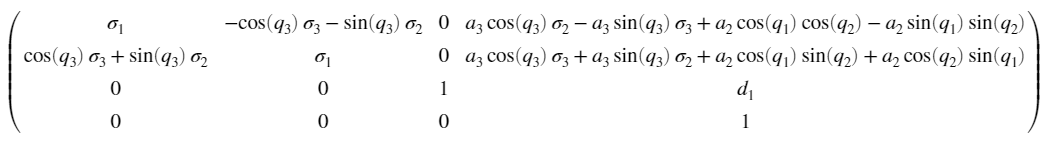 σ₁ −cos(q₃) σ₃ − sin(q₃) σ₂ 0 a₃ cos(q₃) σ₂ − a₃ sin(q₃) σ₃ + a₂ cos(q₁) cos(q₂) − a₂ sin(q₁) sin(q₂)
cos(q₃) σ₃ + sin(q₃) σ₂ σ₁ 0 a₃ cos(q₃) σ₃ + a₃ sin(q₃) σ₂ + a₂ cos(q₁) sin(q₂) + a₂ cos(q₂) sin(q₁)
0 0 1 d₁
0 0 0 1